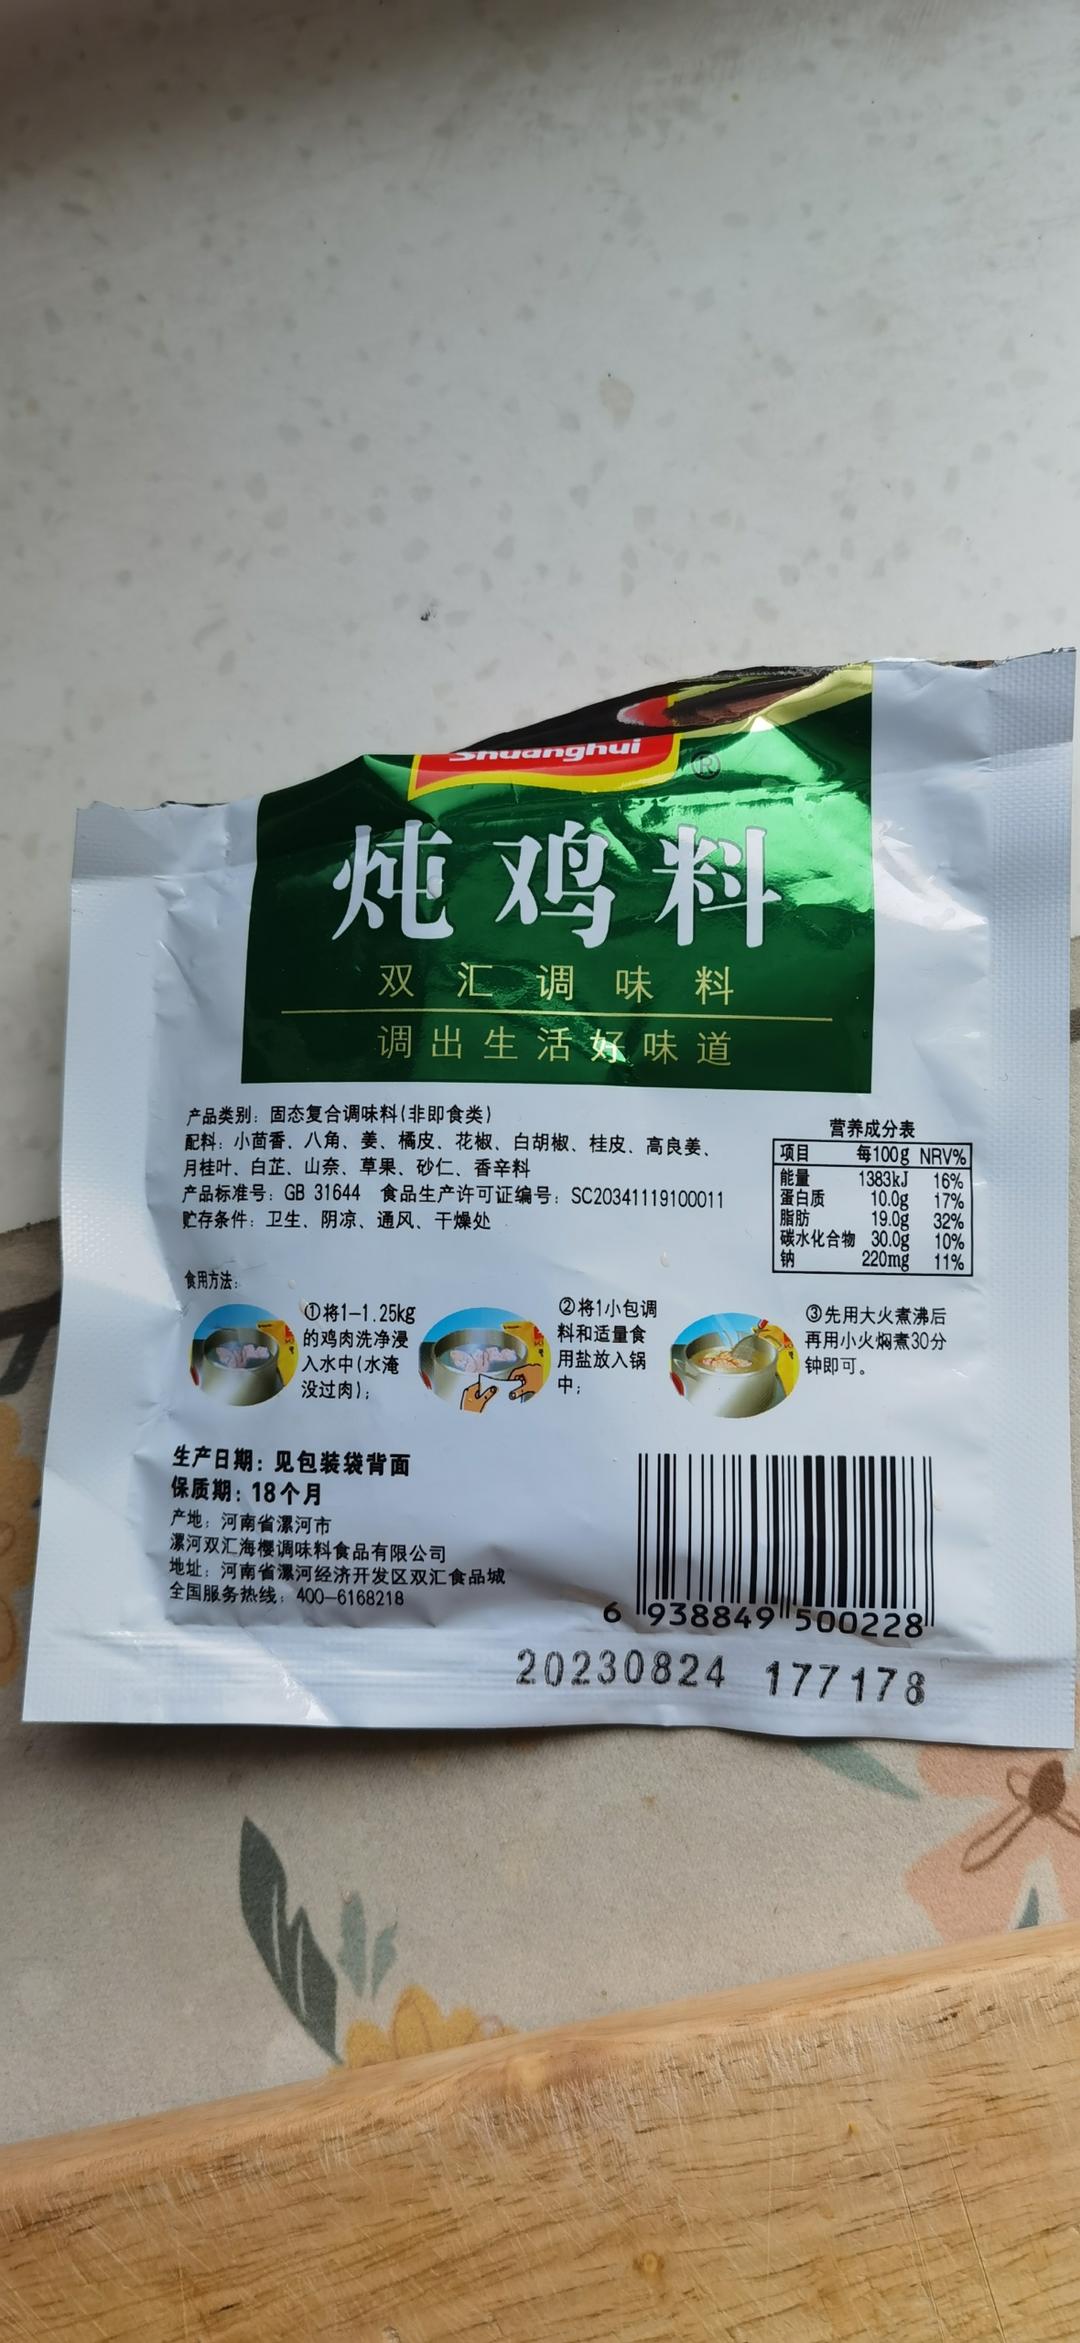 Shuanghui
®
炖鸡料
双汇调味料
调出生活好味道
产品类别：固态复合调味料(非即食类)
配料：小茴香、八角、姜、橘皮、花椒、白胡椒、桂皮、高良姜、
月桂叶、白芷、山奈、草果、砂仁、香辛料
产品标准号：GB 31644 食品生产许可证编号：SC20341119100011
贮存条件：卫生、阴凉、通风、干燥处
营养成分表
项目 每100g NRV%
能量 1383kJ 16%
蛋白质 10.0g 17%
脂肪 19.0g 32%
碳水化合物 30.0g 10%
钠 220mg 11%
食用方法：
①将1-1.25kg
的鸡肉洗净浸
入水中(水淹
没过肉)；
②将1小包调
料和适量食
用盐放入锅
中；
③先用大火煮沸后
再用小火焖煮30分
钟即可。
生产日期：见包装袋背面
保质期：18个月
产地：河南省漯河市
漯河双汇海樱调味料食品有限公司
地址：河南省漯河经济开发区双汇食品城
全国服务热线：400-6168218
6 938849 500228
20230824 177178